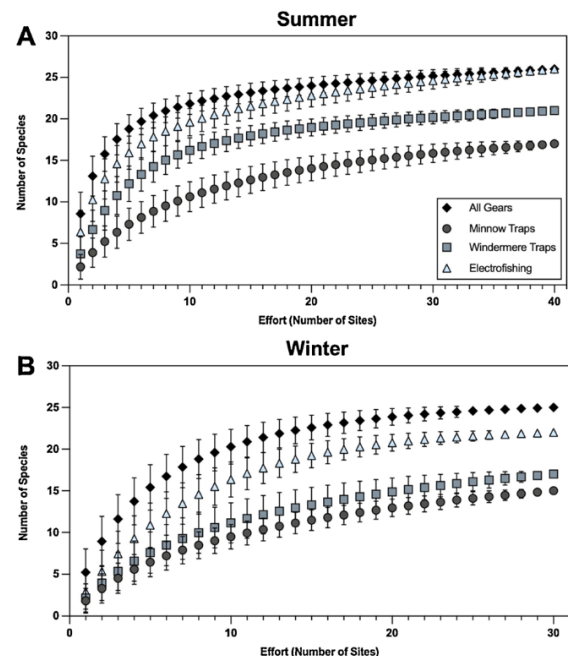 Summer
A
30
25
20
15
10
5
0
Number of Species
0 10 20 30 40
Effort (Number of Sites)
All Gears
Minnow Traps
Windermere Traps
Electrofishing
Winter
B
30
25
20
15
10
5
0
Number of Species
0 10 20 30
Effort (Number of Sites)